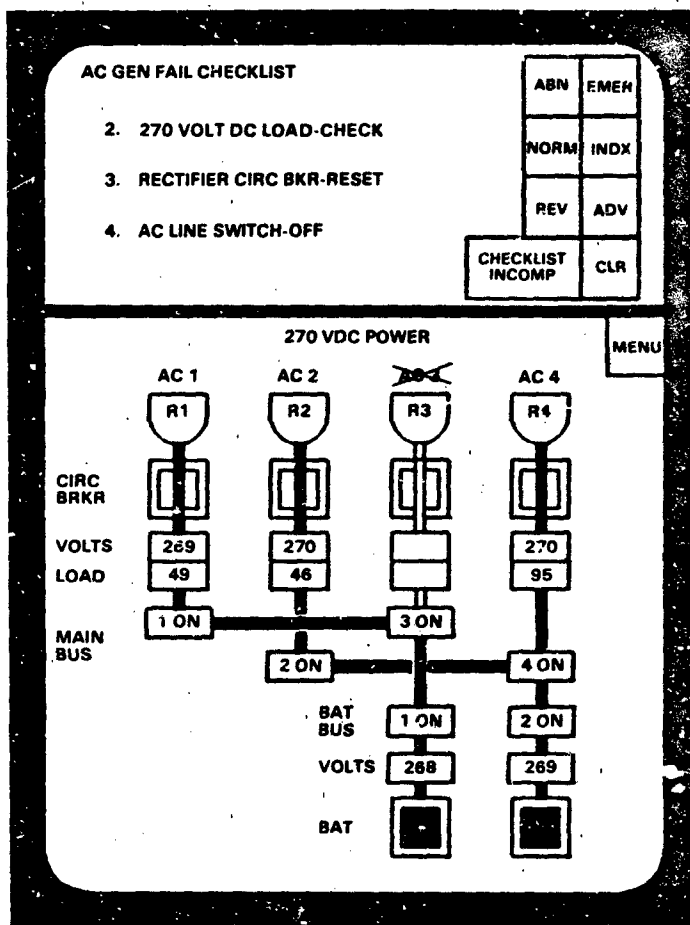 AC GEN FAIL CHECKLIST
2. 270 VOLT DC LOAD-CHECK
3. RECTIFIER CIRC BKR-RESET
4. AC LINE SWITCH-OFF
ABN EMEH
NORM INDX
REV ADV
CHECKLIST
INCOMP
CLR
270 VDC POWER
MENU
AC 1 AC 2 AC 4
R1 R2 R3 R4
CIRC
BRKR
VOLTS 269 270 270
LOAD 49 46 95
1 ON 3 ON
MAIN
BUS
2 ON 4 ON
BAT
BUS
1 ON 2 ON
VOLTS 268 269
BAT